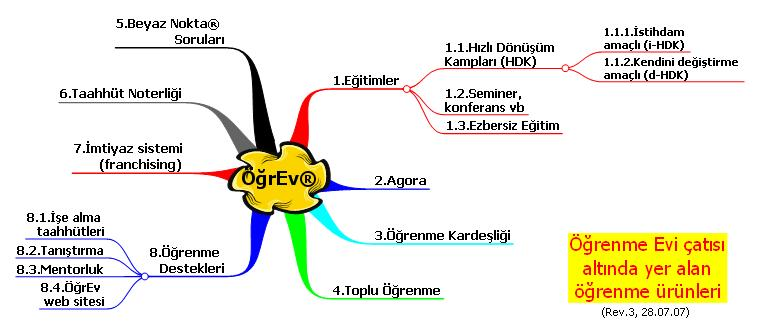 ÖğrEv®
1.Eğitimler
1.1.Hızlı Dönüşüm
Kampları (HDK)
1.1.1.İstihdam
amaçlı (i-HDK)
1.1.2.Kendini değiştirme
amaçlı (d-HDK)
1.2.Seminer,
konferans vb
1.3.Ezbersiz Eğitim
2.Agora
3.Öğrenme Kardeşliği
4.Toplu Öğrenme
5.Beyaz Nokta®
Soruları
6.Taahhüt Noterliği
7.İmtiyaz sistemi
(franchising)
8.Öğrenme
Destekleri
8.1.İşe alma
taahhütleri
8.2.Tanıştırma
8.3.Mentorluk
8.4.ÖğrEv
web sitesi
Öğrenme Evi çatısı
altında yer alan
öğrenme ürünleri
(Rev.3, 28.07.07)